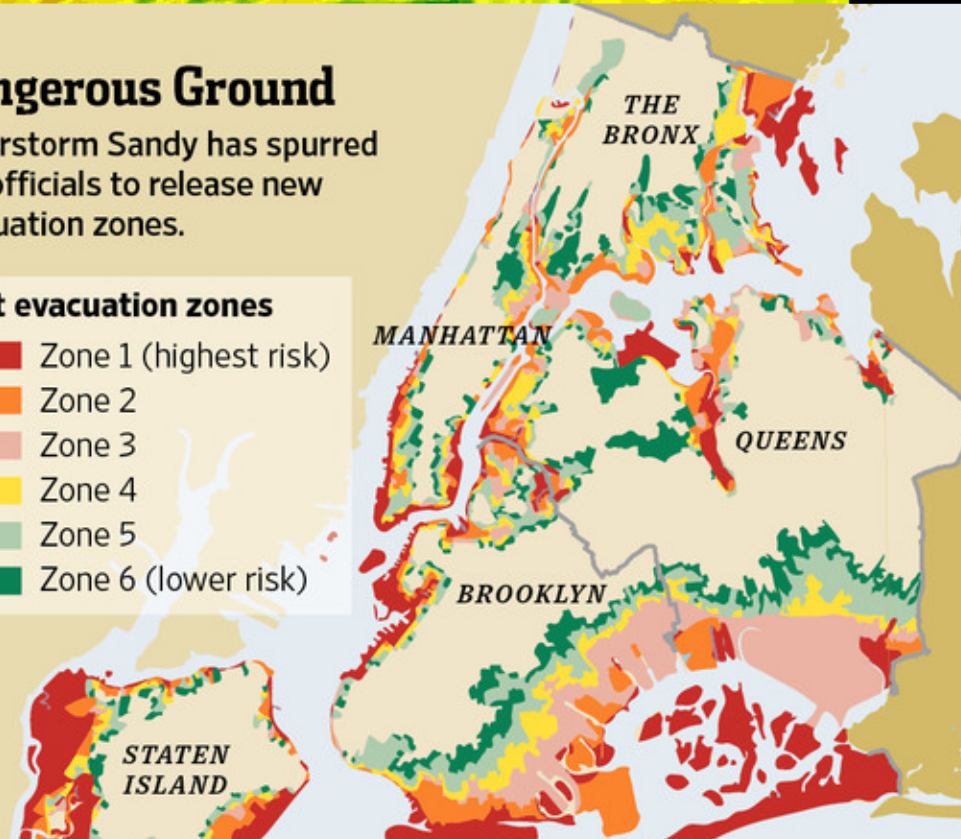 ngerous Ground
rstorm Sandy has spurred
officials to release new
uation zones.
t evacuation zones
Zone 1 (highest risk)
Zone 2
Zone 3
Zone 4
Zone 5
Zone 6 (lower risk)
THE
BRONX
MANHATTAN
QUEENS
BROOKLYN
STATEN
ISLAND